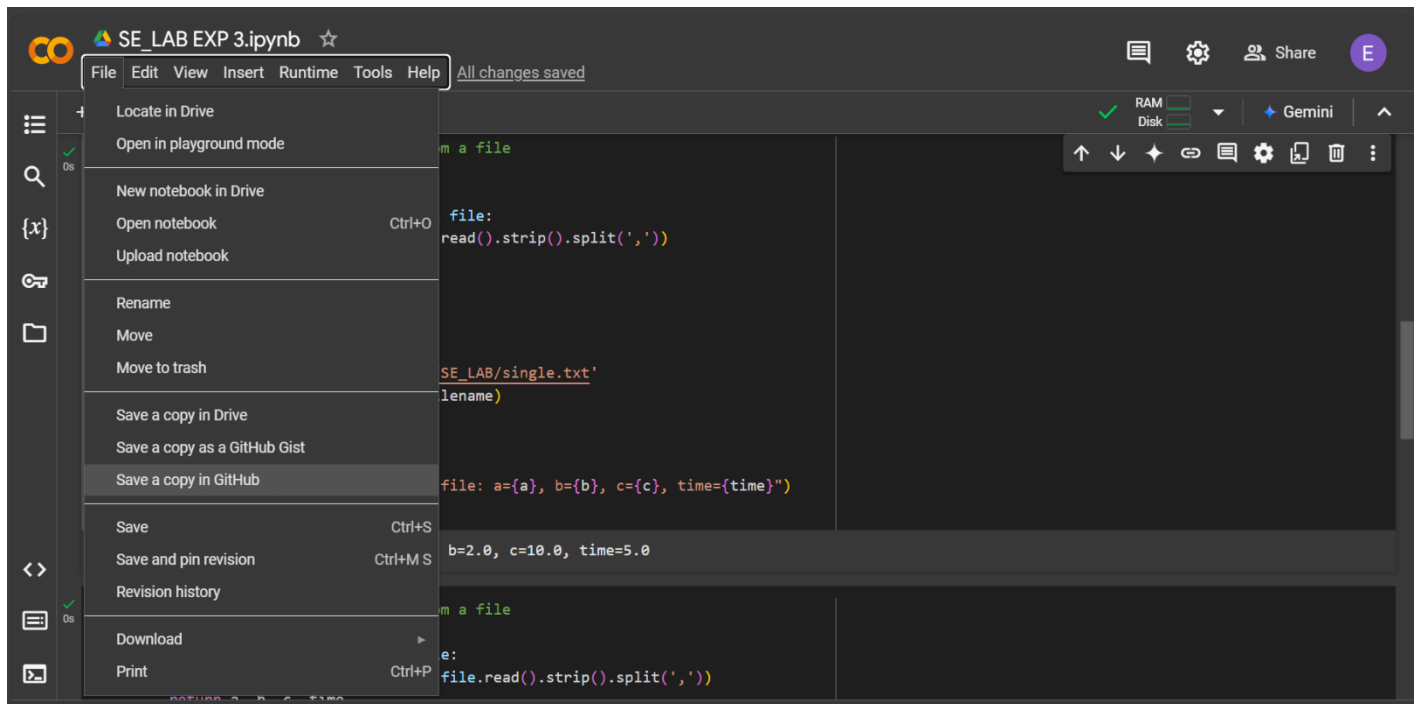 SE_LAB EXP 3.ipynb
File Edit View Insert Runtime Tools Help All changes saved
Share
E
Locate in Drive
Open in playground mode
New notebook in Drive
Open notebook Ctrl+O
Upload notebook
Rename
Move
Move to trash
Save a copy in Drive
Save a copy as a GitHub Gist
Save a copy in GitHub
Save Ctrl+S
Save and pin revision Ctrl+M S
Revision history
Download
Print Ctrl+P
RAM
Disk
Gemini
{x}
0s
a file
file:
read().strip().split(','))
SE_LAB/single.txt'
lename)
file: a={a}, b={b}, c={c}, time={time}")
b=2.0, c=10.0, time=5.0
0s
a file
e:
file.read().strip().split(','))